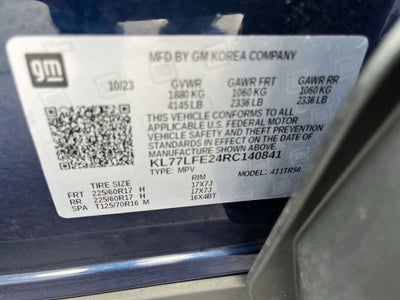 gm
MFD BY GM KOREA COMPANY
10/23 GVWR GAWR FRT GAWR RR
1880 KG 1060 KG 1060 KG
4145 LB 2336 LB 2336 LB
THIS VEHICLE CONFORMS TO ALL
APPLICABLE U.S. FEDERAL MOTOR
VEHICLE SAFETY AND THEFT PREVENTION
STANDARDS IN EFFECT ON THE DATE OF
MANUFACTURE SHOWN ABOVE.
KL77LFE24RC140841
TYPE: MPV MODEL: 411TR58
TIRE SIZE RIM
FRT 225/60R17 H 17X7J
RR 225/60R17 H 17X7J
SPA T125/70R16 M 16X4BT